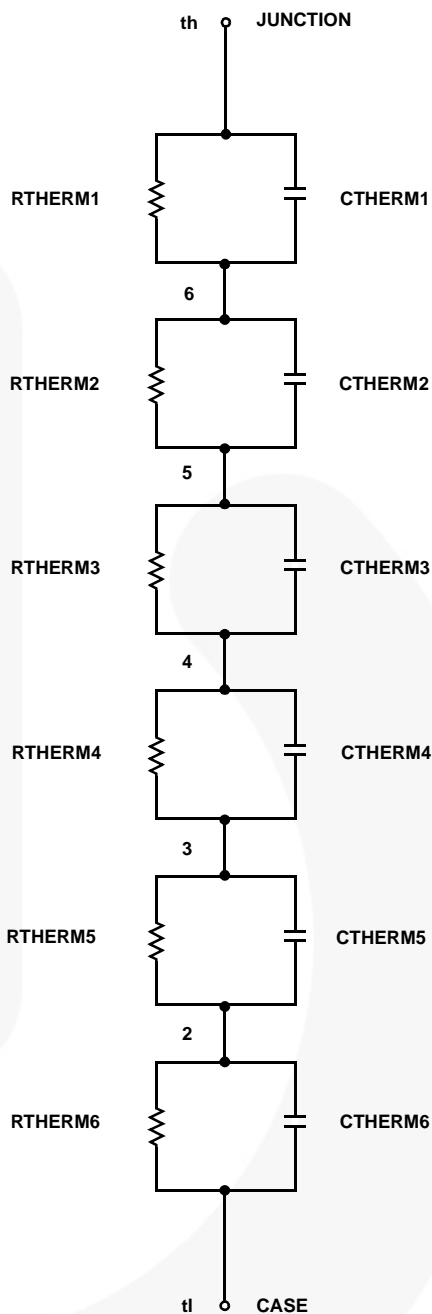 th JUNCTION
RTHERM1 CTHERM1
6
RTHERM2 CTHERM2
5
RTHERM3 CTHERM3
4
RTHERM4 CTHERM4
3
RTHERM5 CTHERM5
2
RTHERM6 CTHERM6
tl CASE